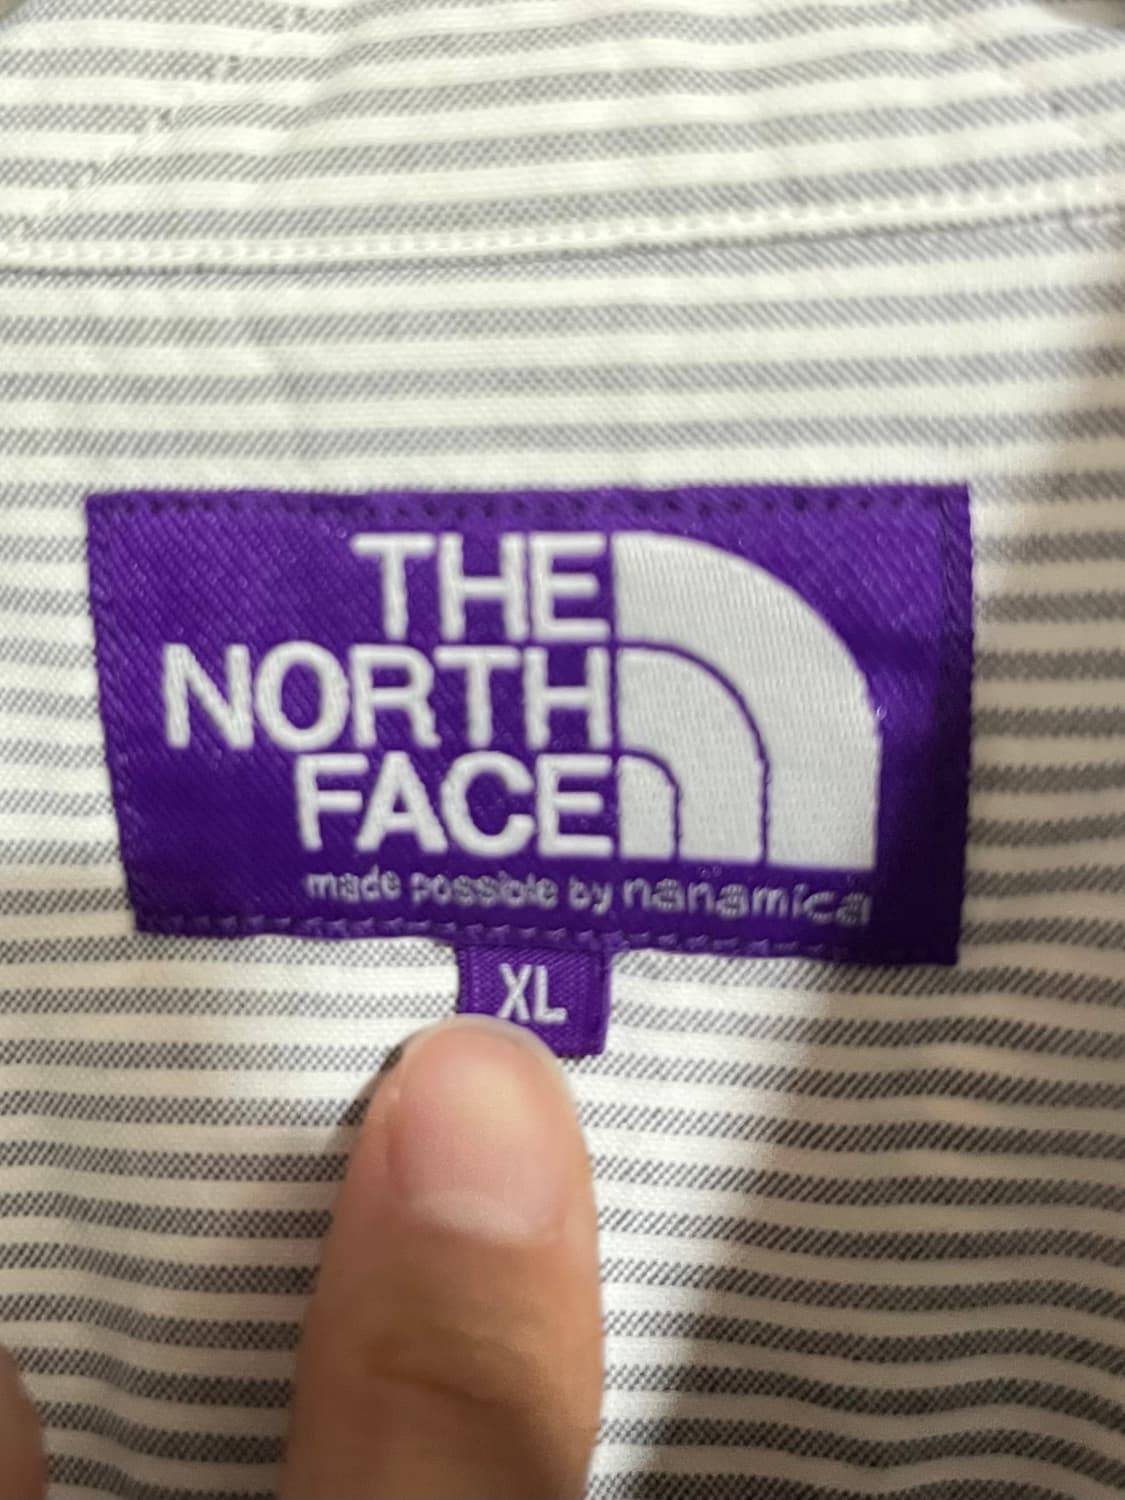 THE
NORTH
FACE
made possible by nanamica
XL